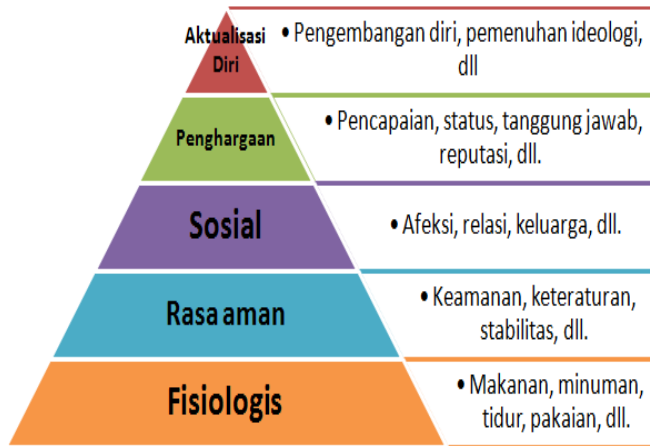 Aktualisasi
Diri
• Pengembangan diri, pemenuhan ideologi,
dll
Penghargaan
• Pencapaian, status, tanggung jawab,
reputasi, dll.
Sosial
• Afeksi, relasi, keluarga, dll.
Rasa aman
• Keamanan, keteraturan,
stabilitas, dll.
Fisiologis
• Makanan, minuman,
tidur, pakaian, dll.